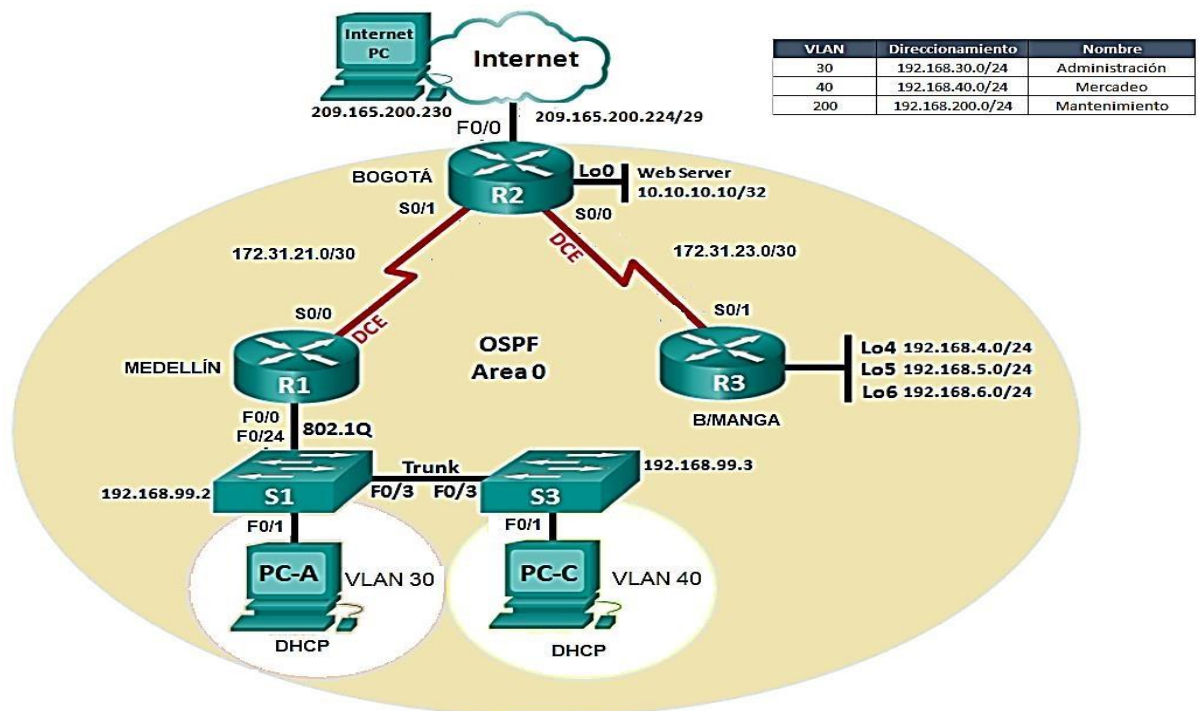 Internet
PC
Internet
209.165.200.230
209.165.200.224/29
F0/0
VLAN Direccionamiento Nombre
30 192.168.30.0/24 Administración
40 192.168.40.0/24 Mercadeo
200 192.168.200.0/24 Mantenimiento
BOGOTÁ
R2
Lo0
Web Server
10.10.10.10/32
S0/1
S0/0
DCE
172.31.21.0/30
172.31.23.0/30
S0/0
DCE
S0/1
OSPF
Area 0
MEDELLÍN
R1
R3
B/MANGA
Lo4 192.168.4.0/24
Lo5 192.168.5.0/24
Lo6 192.168.6.0/24
F0/0
F0/24
802.1Q
Trunk
F0/3 F0/3
192.168.99.2
S1
S3
192.168.99.3
F0/1
F0/1
PC-A
VLAN 30
DHCP
PC-C
VLAN 40
DHCP